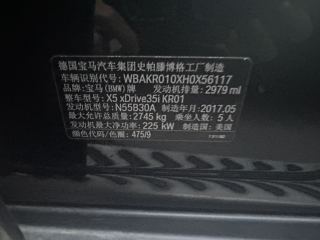 德国宝马汽车集团史帕滕博格工厂制造
车辆识别代号: WBAKR010XH0X56117
品牌: 宝马(BMW)牌 发动机排量: 2979 ml
整车型号: X5 xDrive35i KR01
发动机型号: N55B30A 制造年月: 2017.05
最大允许总质量: 2745 kg 乘坐人数: 5 人
发动机最大净功率: 225 kW 制造国: 美国
颜色代码/色圈: 475/9